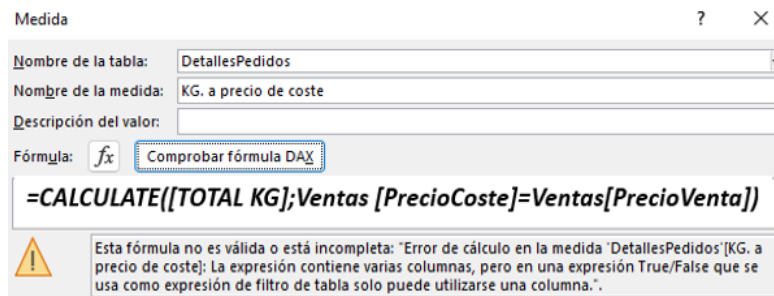 Medida ? ✕
Nombre de la tabla: DetallesPedidos
Nombre de la medida: KG. a precio de coste
Descripción del valor:
Fórmula: fx Comprobar fórmula DAX
=CALCULATE([TOTAL KG];Ventas [PrecioCoste]=Ventas[PrecioVenta])
Esta fórmula no es válida o está incompleta: "Error de cálculo en la medida 'DetallesPedidos'[KG. a
precio de coste]: La expresión contiene varias columnas, pero en una expresión True/False que se
usa como expresión de filtro de tabla solo puede utilizarse una columna.".